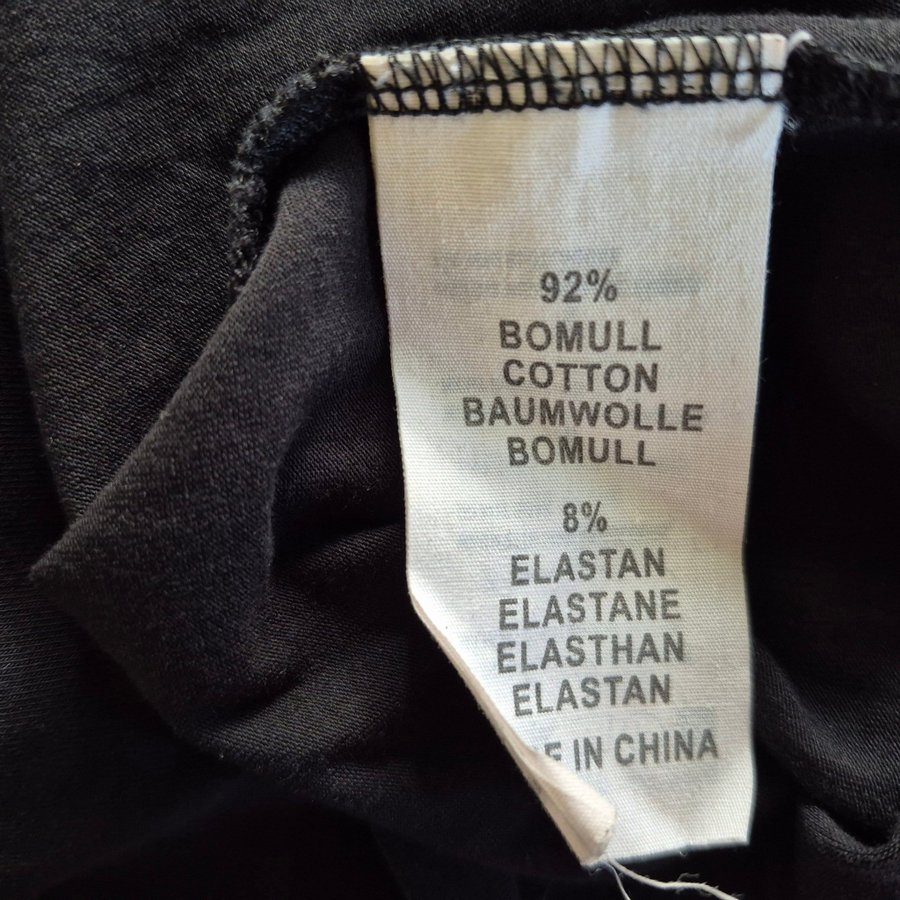 92%
BOMULL
COTTON
BAUMWOLLE
BOMULL
8%
ELASTAN
ELASTANE
ELASTHAN
ELASTAN
IN CHINA